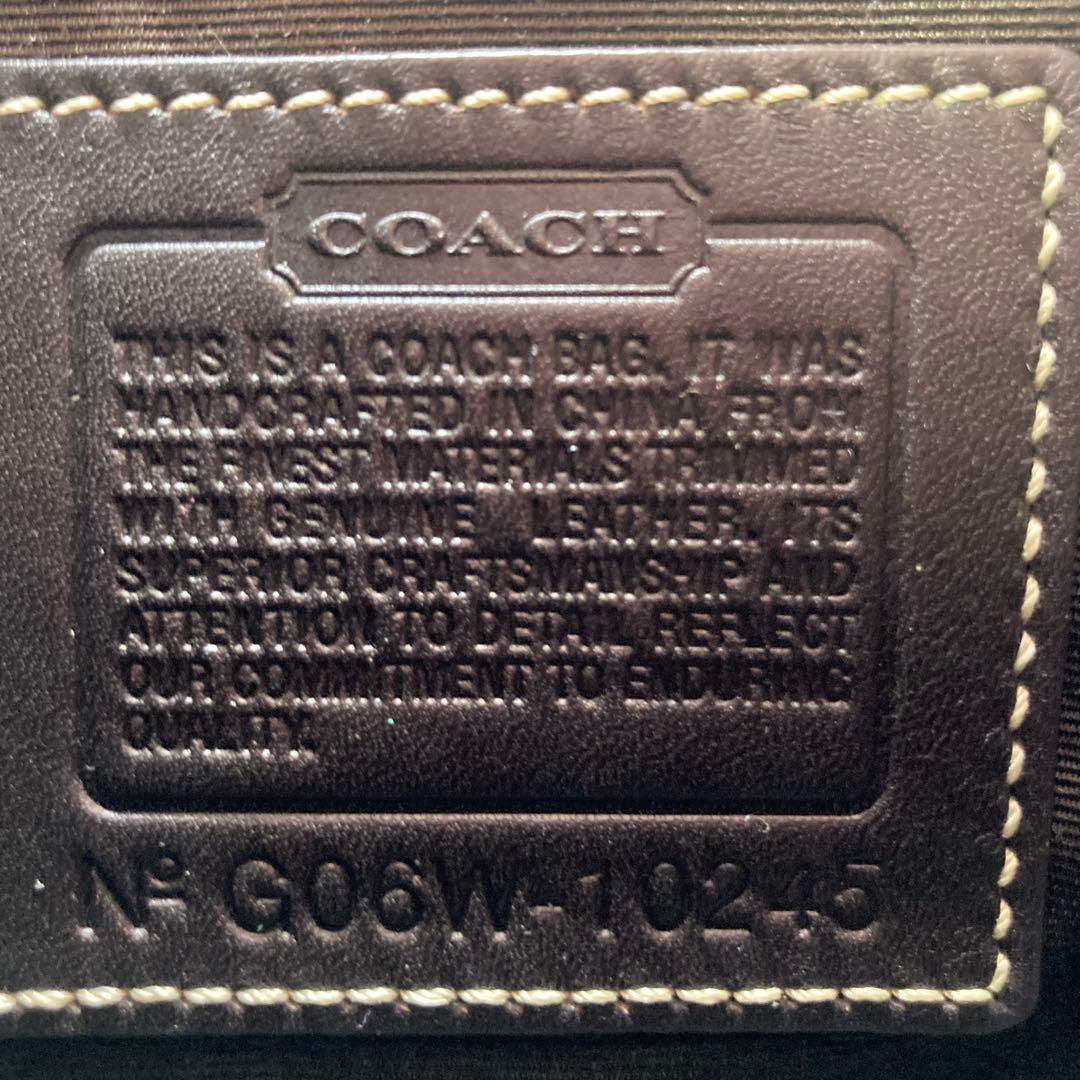 COACH
THIS IS A COACH BAG. IT WAS
HANDCRAFTED IN CHINA FROM
THE FINEST MATERIALS TRIMMED
WITH GENUINE LEATHER. ITS
SUPERIOR CRAFTSMANSHIP AND
ATTENTION TO DETAIL REFLECT
OUR COMMITMENT TO ENDURING
QUALITY.
Nº G06W-10245